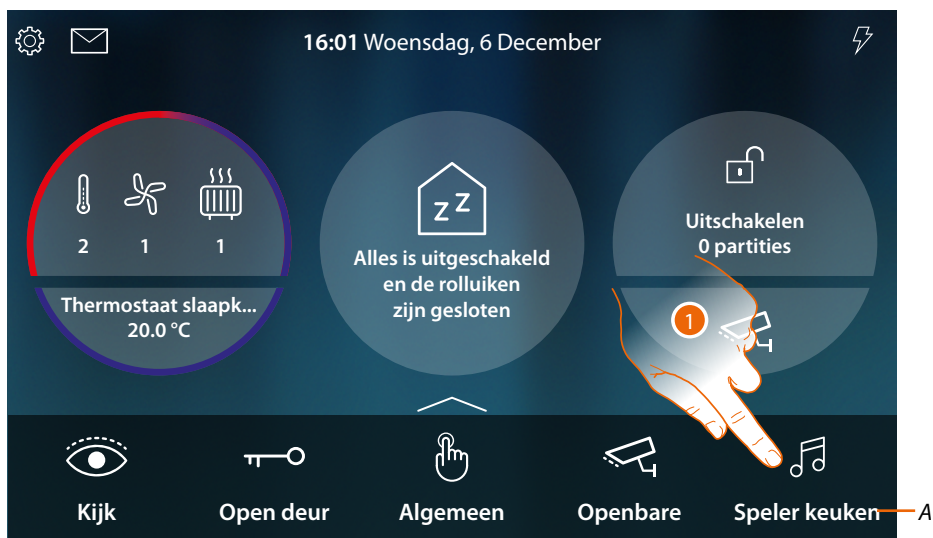 16:01 Woensdag, 6 December
2 1 1
Thermostaat slaapk...
20.0 °C
zZ
Alles is uitgeschakeld
en de rolluiken
zijn gesloten
Uitschakelen
0 partities
1
Kijk
Open deur
Algemeen
Openbare
Speler keuken
A